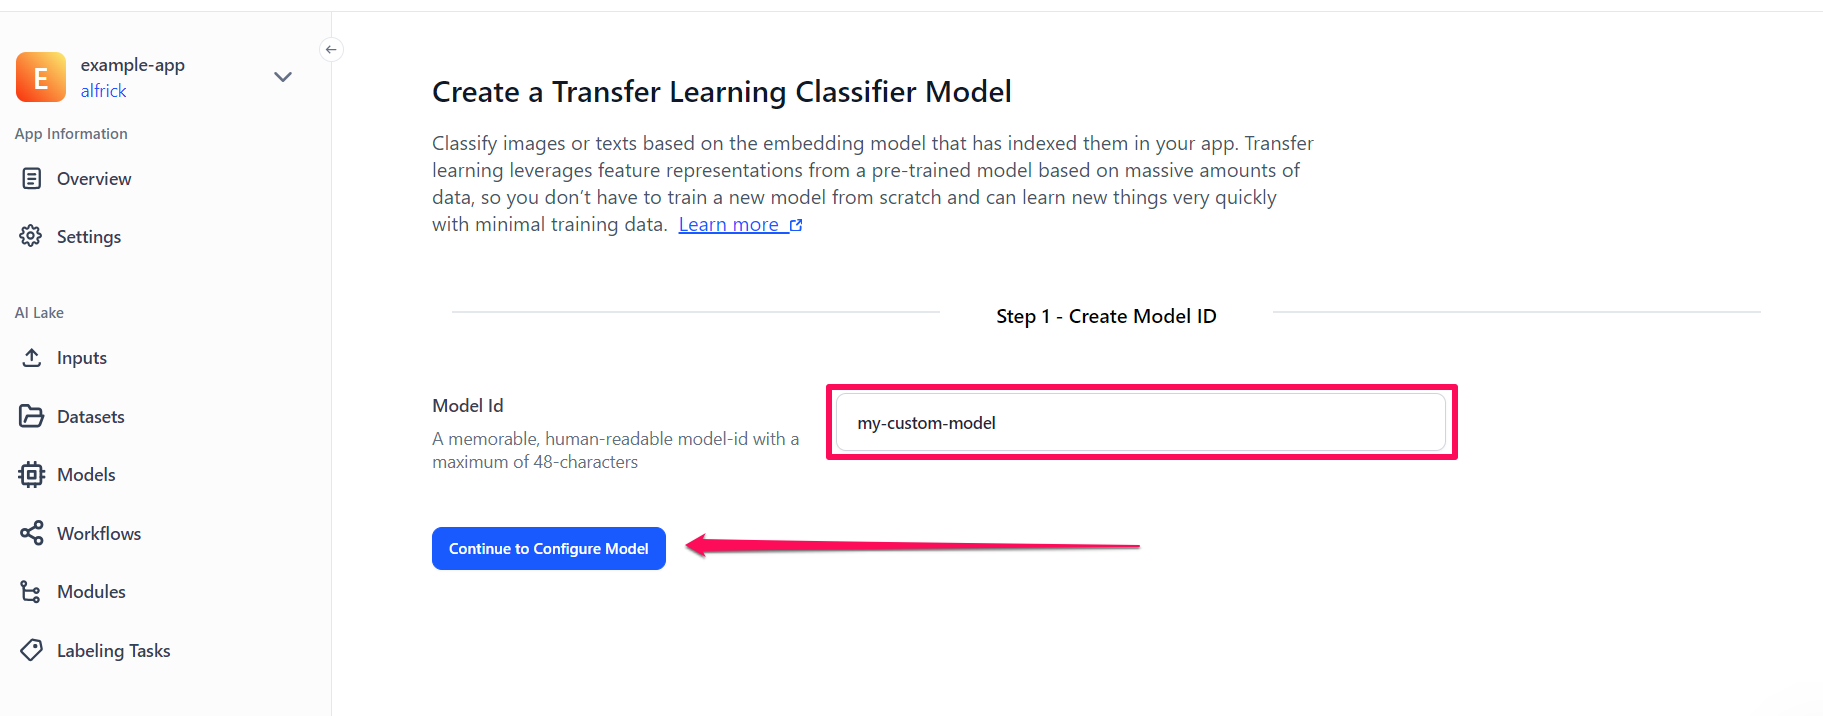 E
example-app
alfrick
App Information
Overview
Settings
AI Lake
Inputs
Datasets
Models
Workflows
Modules
Labeling Tasks
Create a Transfer Learning Classifier Model
Classify images or texts based on the embedding model that has indexed them in your app. Transfer
learning leverages feature representations from a pre-trained model based on massive amounts of
data, so you don’t have to train a new model from scratch and can learn new things very quickly
with minimal training data. Learn more
Step 1 - Create Model ID
Model Id
A memorable, human-readable model-id with a
maximum of 48-characters
my-custom-model
Continue to Configure Model